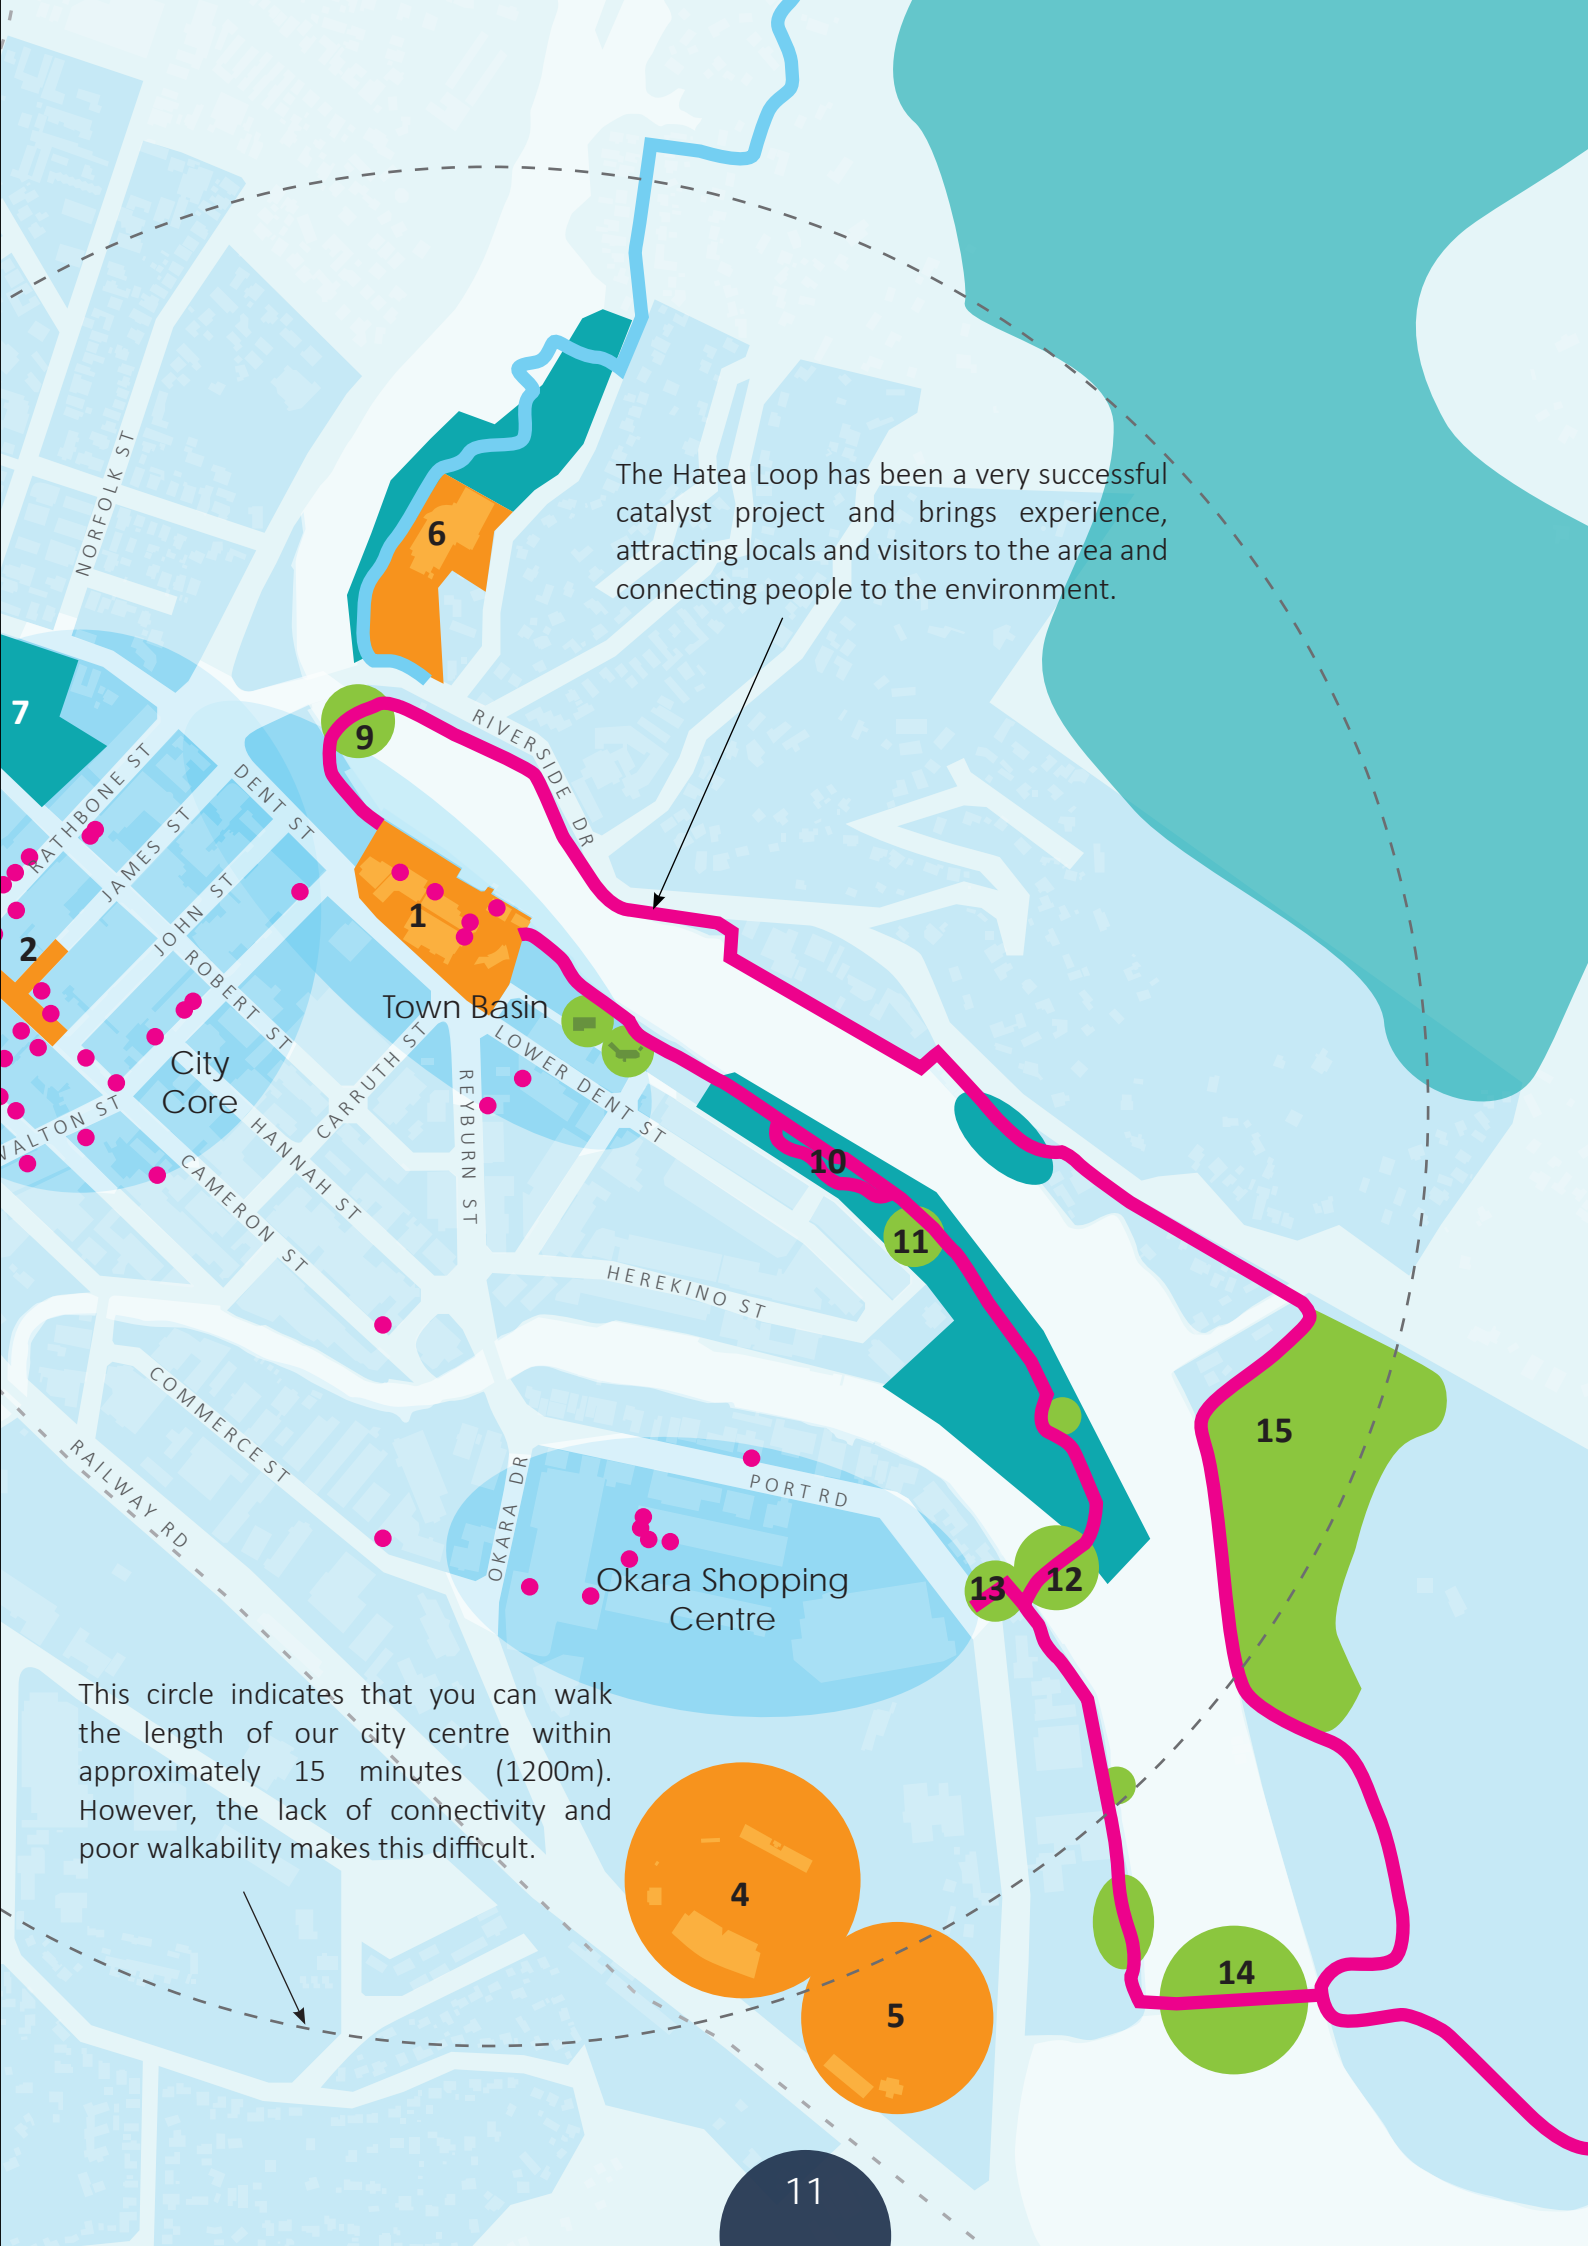 The Hatea Loop has been a very successful
catalyst project and brings experience,
attracting locals and visitors to the area and
connecting people to the environment.
NORFOLK ST
6
7
9
RIVERSIDE DR
RATHBONE ST
DENT ST
JAMES ST
JOHN ST
1
2
ROBERT ST
Town Basin
City
Core
CARRUTH ST
LOWER DENT ST
REYBURN ST
WALTON ST
HANNAH ST
CAMERON ST
10
11
HEREKINO ST
COMMERCE ST
RAILWAY RD
OKARA DR
PORT RD
15
Okara Shopping
Centre
13
12
This circle indicates that you can walk
the length of our city centre within
approximately 15 minutes (1200m).
However, the lack of connectivity and
poor walkability makes this difficult.
4
14
5
11